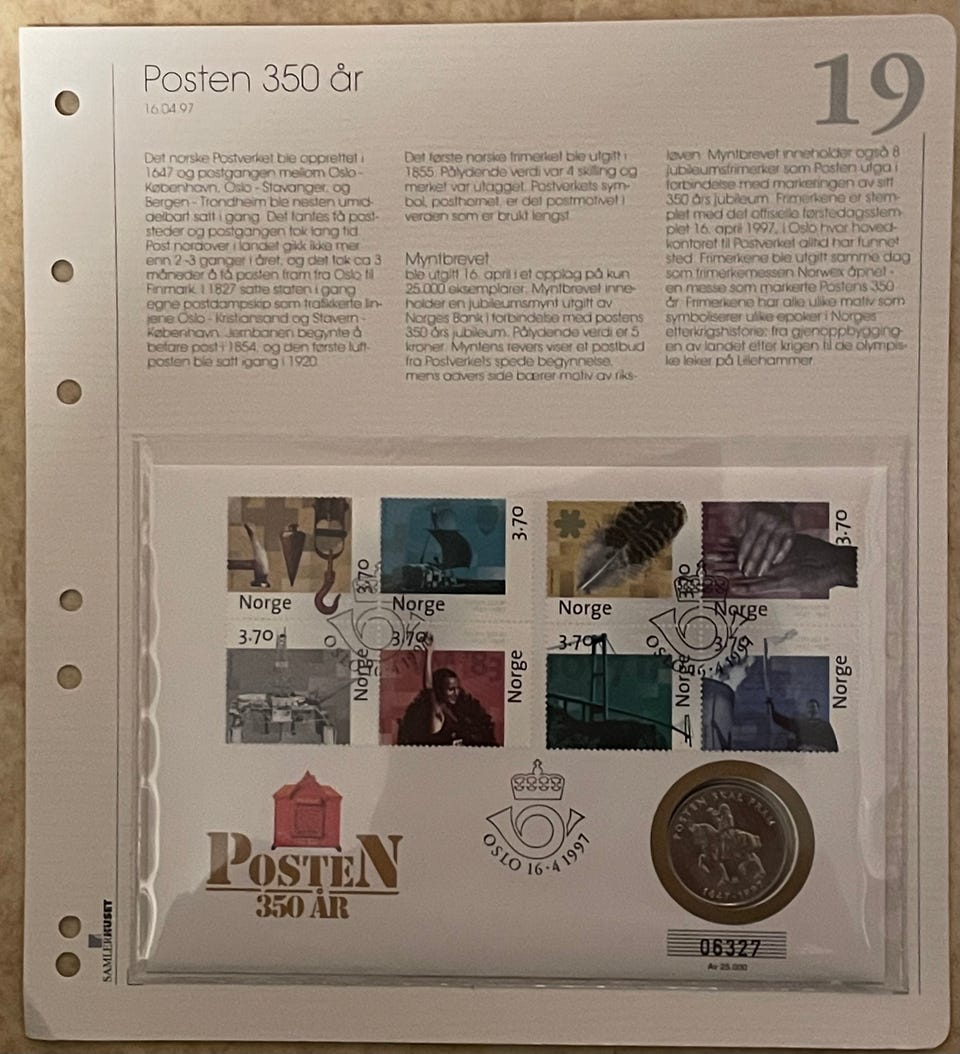 Posten 350 år
16.04.97
19
Det norske Postverket ble opprettet i
1647 og postgangen mellom Oslo -
København, Oslo - Stavanger, og
Bergen - Trondheim ble nesten umid-
delbart satt i gang. Det fantes få post-
steder og postgangen tok lang tid.
Post nordover i landet gikk ikke mer
enn 2-3 ganger i året, og det tok ca 3
måneder å få posten fram fra Oslo til
Finmark. I 1827 satte staten i gang
egne postdampskip som trafikkerte lin-
jene Oslo - Kristiansand og Stavern -
København. Jernbanen begynte å
befare post i 1854, og den første luft-
posten ble satt igang i 1920.
Det første norske frimerket ble utgitt i
1855. Pålydende verdi var 4 skilling og
merket var utagget. Postverkets sym-
bol, posthornet, er det postmotivet i
verden som er brukt lengst.
Myntbrevet
ble utgitt 16. april i et opplag på kun
25.000 eksemplarer. Myntbrevet inne-
holder en jubileumsmynt utgitt av
Norges Bank i forbindelse med postens
350 års jubileum. Pålydende verdi er 5
kroner. Myntens revers viser et postbud
fra Postverkets spede begynnelse,
mens advers side bærer motiv av riks-
løven. Myntbrevet inneholder også 8
jubileumsfrimerker som Posten utga i
forbindelse med markeringen av sitt
350 års jubileum. Frimerkene er stem-
plet med det offisielle førstedagsstem-
plet 16. april 1997, i Oslo hvor hoved-
kontoret til Postverket alltid har funnet
sted. Frimerkene ble utgitt samme dag
som frimerkemessen Norwex åpnet -
en messe som markerte Postens 350
år. Frimerkene har alle ulike motiv som
symboliserer ulike epoker i Norges
etterkrigshistorie; fra gjenoppbygging-
en av landet etter krigen til de olympis-
ke leker på Lillehammer.
Norge 3.70
Norge 3.70
Norge 3.70
Norge 3.70
3.70 Norge
3.70 Norge
3.70 Norge
3.70 Norge
OSLO 16·4 1997
OSLO 16·4 1997
POSTEN
350 ÅR
OSLO 16·4 1997
POSTEN SKAL FRAM
1647-1997
06327
Av 25.000
SAMLERHUSET